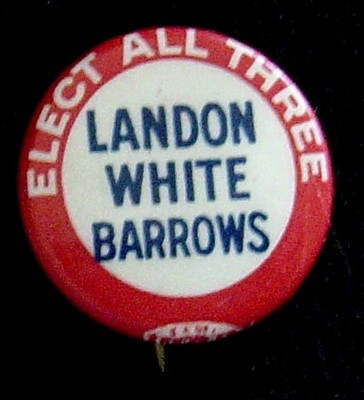 ELECT ALL THREE
LANDON
WHITE
BARROWS